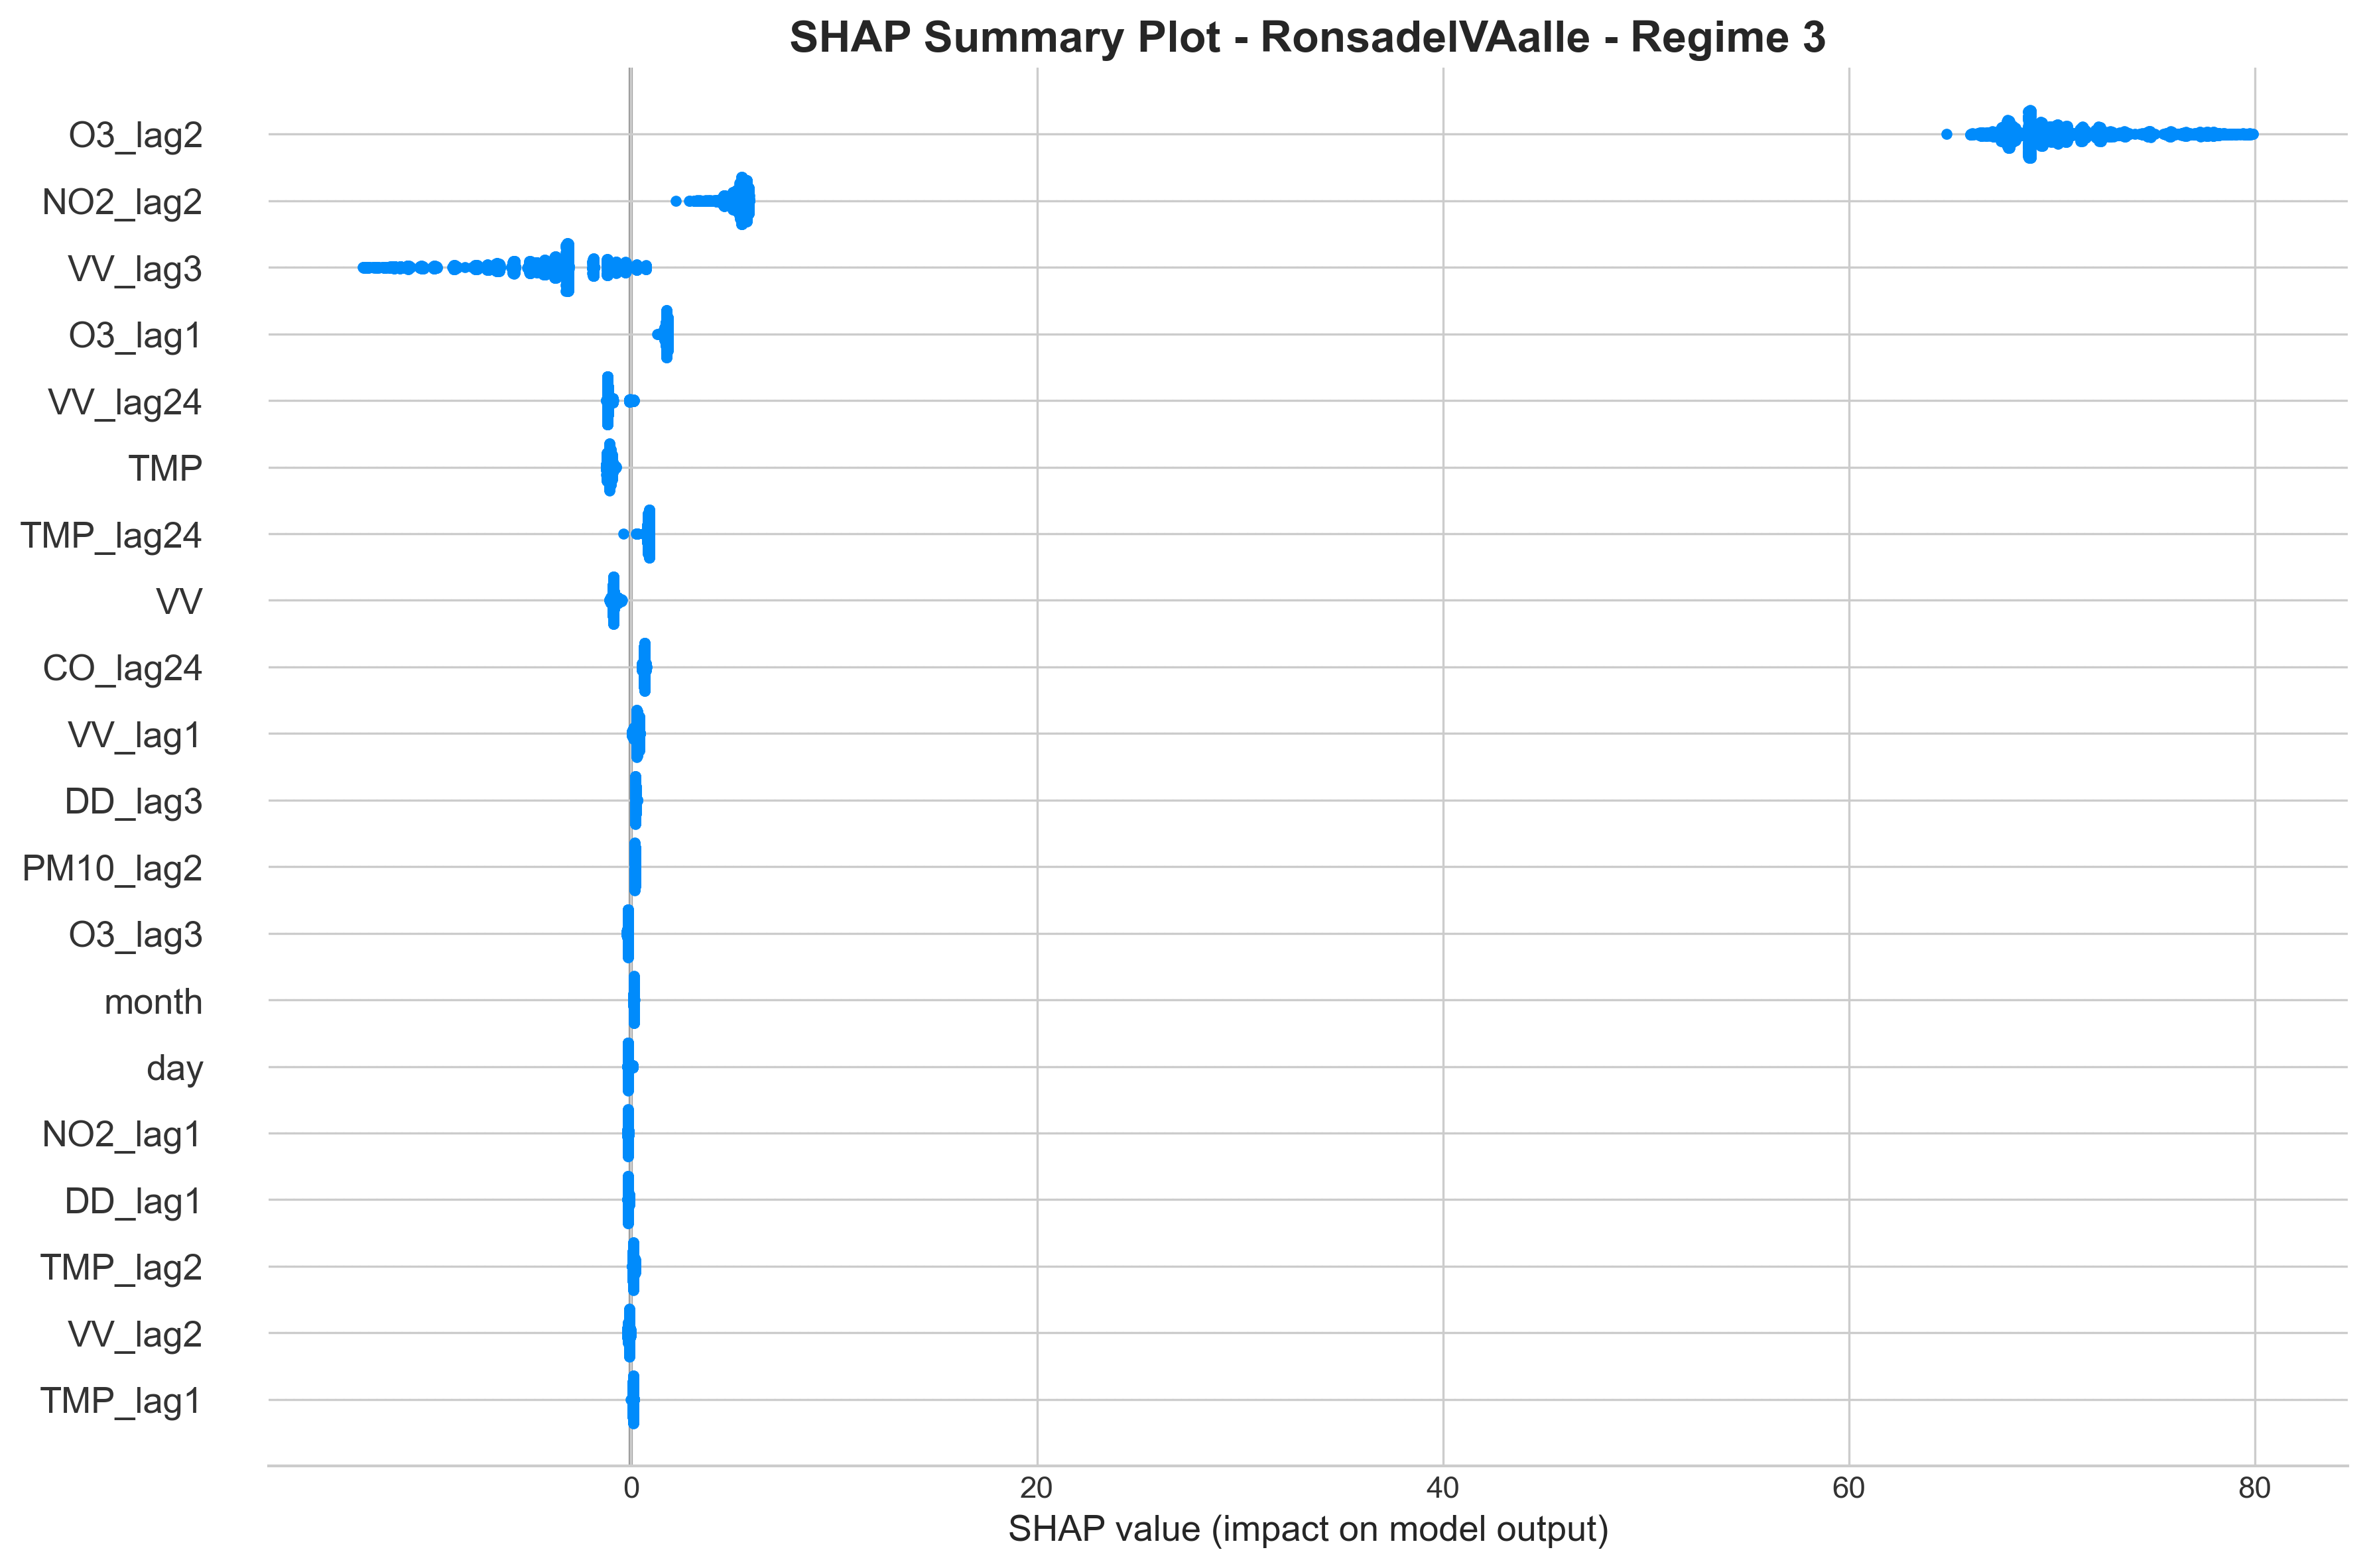 SHAP Summary Plot - RonsadelVAalle - Regime 3
O3_lag2
NO2_lag2
VV_lag3
O3_lag1
VV_lag24
TMP
TMP_lag24
VV
CO_lag24
VV_lag1
DD_lag3
PM10_lag2
O3_lag3
month
day
NO2_lag1
DD_lag1
TMP_lag2
VV_lag2
TMP_lag1
0 20 40 60 80
SHAP value (impact on model output)